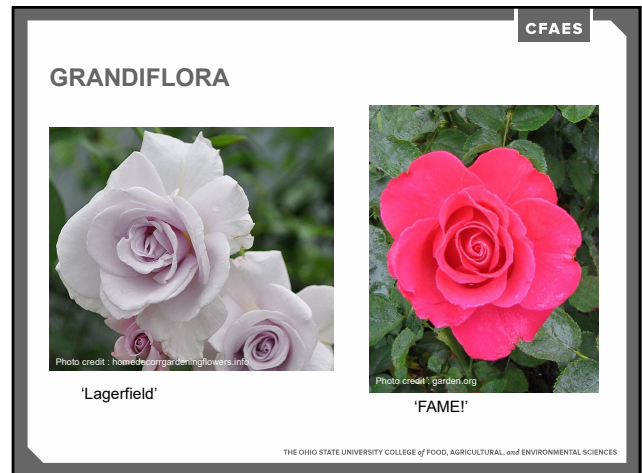 CFAES
GRANDIFLORA
Photo credit : homedecorrgardeningflowers.info
Photo credit : garden.org
‘Lagerfield’
‘FAME!’
THE OHIO STATE UNIVERSITY COLLEGE of FOOD, AGRICULTURAL, and ENVIRONMENTAL SCIENCES